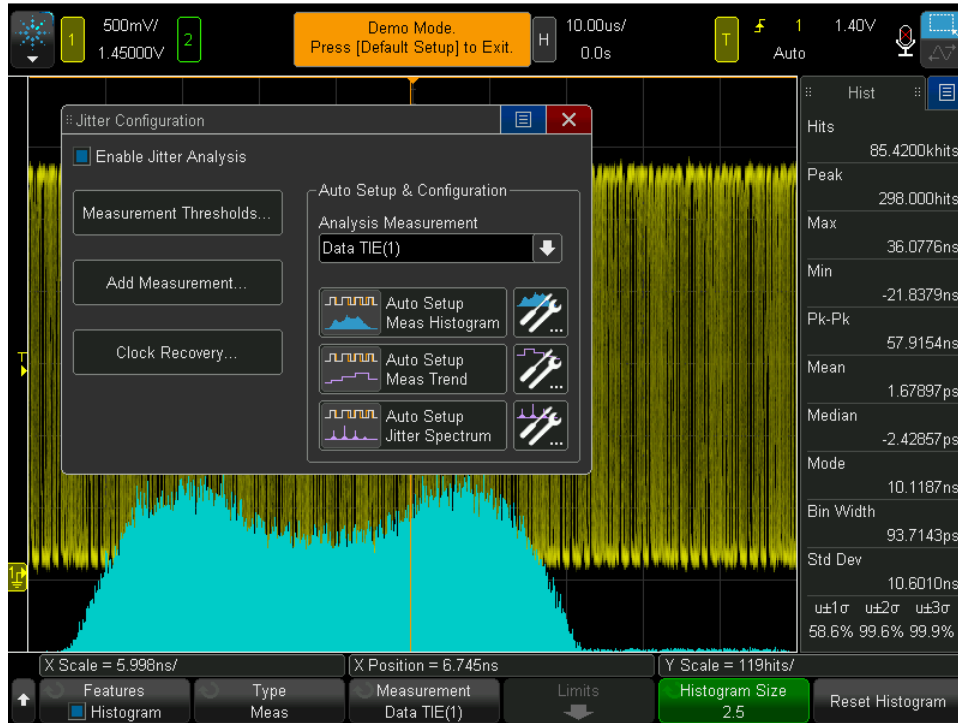 1
500mV/
1.45000V
2
Demo Mode.
Press [Default Setup] to Exit.
H
10.00us/
0.0s
T
1
1.40V
Auto
Jitter Configuration
Enable Jitter Analysis
Measurement Thresholds...
Add Measurement...
Clock Recovery...
Auto Setup & Configuration
Analysis Measurement
Data TIE(1)
Auto Setup
Meas Histogram
...
Auto Setup
Meas Trend
...
Auto Setup
Jitter Spectrum
...
T
1
Hist
Hits
85.4200khits
Peak
298.000hits
Max
36.0776ns
Min
-21.8379ns
Pk-Pk
57.9154ns
Mean
1.67897ps
Median
-2.42857ps
Mode
10.1187ns
Bin Width
93.7143ps
Std Dev
10.6010ns
u±1σ u±2σ u±3σ
58.6% 99.6% 99.9%
X Scale = 5.998ns/
X Position = 6.745ns
Y Scale = 119hits/
Features
Histogram
Type
Meas
Measurement
Data TIE(1)
Limits
Histogram Size
2.5
Reset Histogram